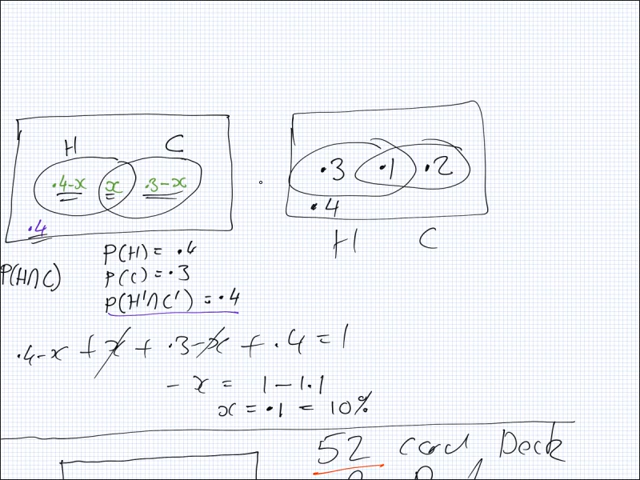 H C
.4-x x .3-x
.4
.3 .1 .2
.4
H C
P(H∩C)
P(H) = .4
P(C) = .3
P(H'∩C') = .4
.4-x + x + .3-x + .4 = 1
-x = 1-1.1
x = .1 = 10%
52 card Deck